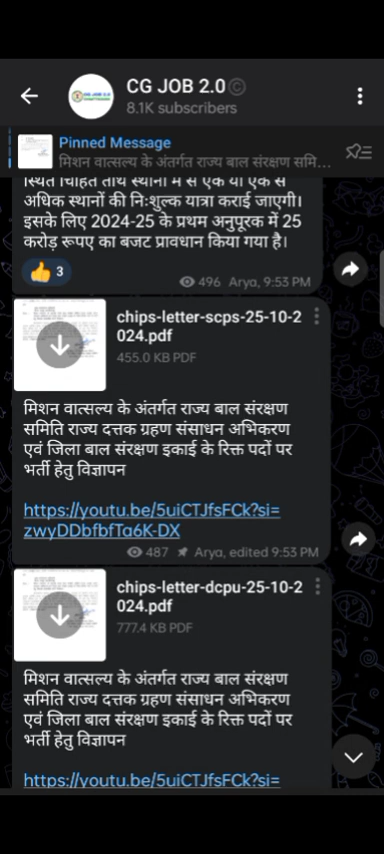 CG JOB 2.0
8.1K subscribers
Pinned Message
मिशन वात्सल्य के अंतर्गत राज्य बाल संरक्षण समि...
स्थित चिहित तीर्थ स्थानों में से एक या एक से
अधिक स्थानों की निःशुल्क यात्रा कराई जाएगी।
इसके लिए 2024-25 के प्रथम अनुपूरक में 25
करोड़ रूपए का बजट प्रावधान किया गया है।
👍 3
496 Arya, 9:53 PM
chips-letter-scps-25-10-2
024.pdf
455.0 KB PDF
मिशन वात्सल्य के अंतर्गत राज्य बाल संरक्षण
समिति राज्य दत्तक ग्रहण संसाधन अभिकरण
एवं जिला बाल संरक्षण इकाई के रिक्त पदों पर
भर्ती हेतु विज्ञापन
https://youtu.be/5uiCTJfsFCk?si=
zwyDDbfbfTa6K-DX
487 Arya, edited 9:53 PM
chips-letter-dcpu-25-10-2
024.pdf
777.4 KB PDF
मिशन वात्सल्य के अंतर्गत राज्य बाल संरक्षण
समिति राज्य दत्तक ग्रहण संसाधन अभिकरण
एवं जिला बाल संरक्षण इकाई के रिक्त पदों पर
भर्ती हेतु विज्ञापन
https://youtu.be/5uiCTJfsFCk?si=